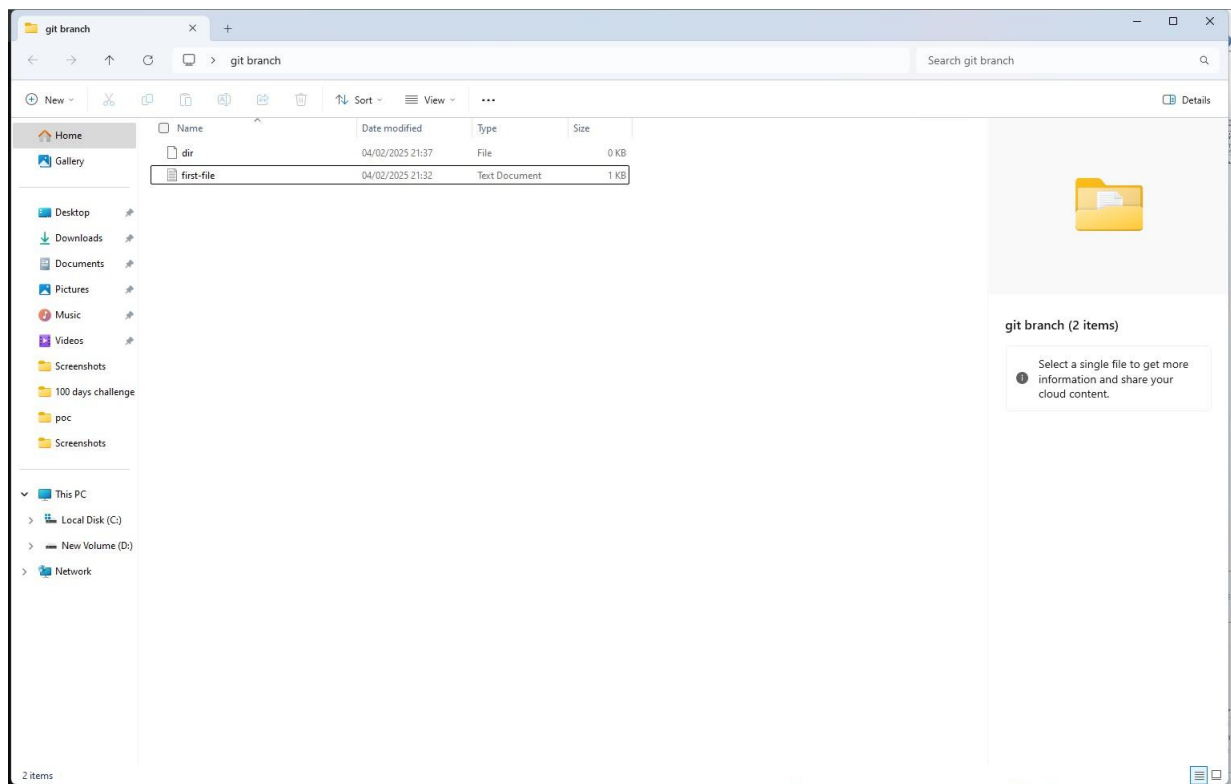 git branch
git branch
Search git branch
New
Sort
View
Details
Home
Gallery
Desktop
Downloads
Documents
Pictures
Music
Videos
Screenshots
100 days challenge
poc
Screenshots
This PC
Local Disk (C:)
New Volume (D:)
Network
Name Date modified Type Size
dir 04/02/2025 21:37 File 0 KB
first-file 04/02/2025 21:32 Text Document 1 KB
git branch (2 items)
Select a single file to get more
information and share your
cloud content.
2 items